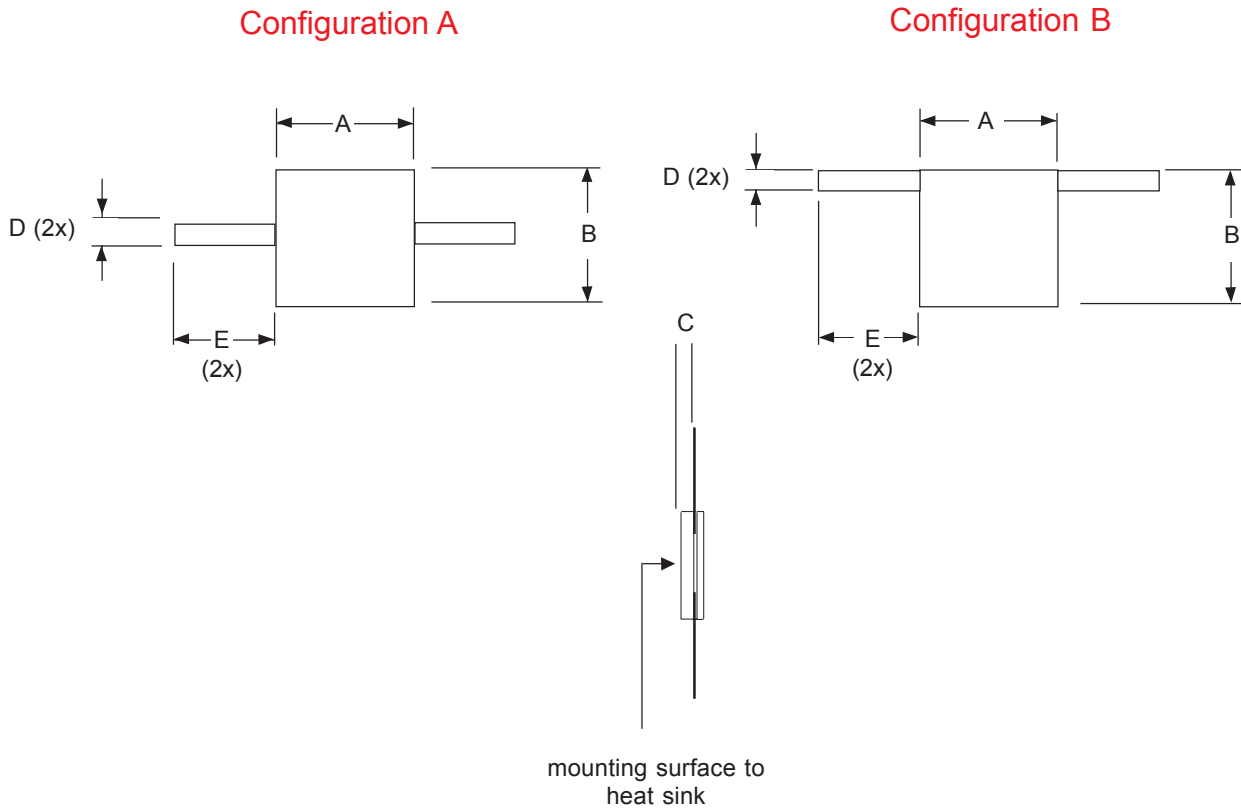 Configuration A
Configuration B
A
A
D (2x)
D (2x)
B
B
E
(2x)
C
E
(2x)
mounting surface to
heat sink